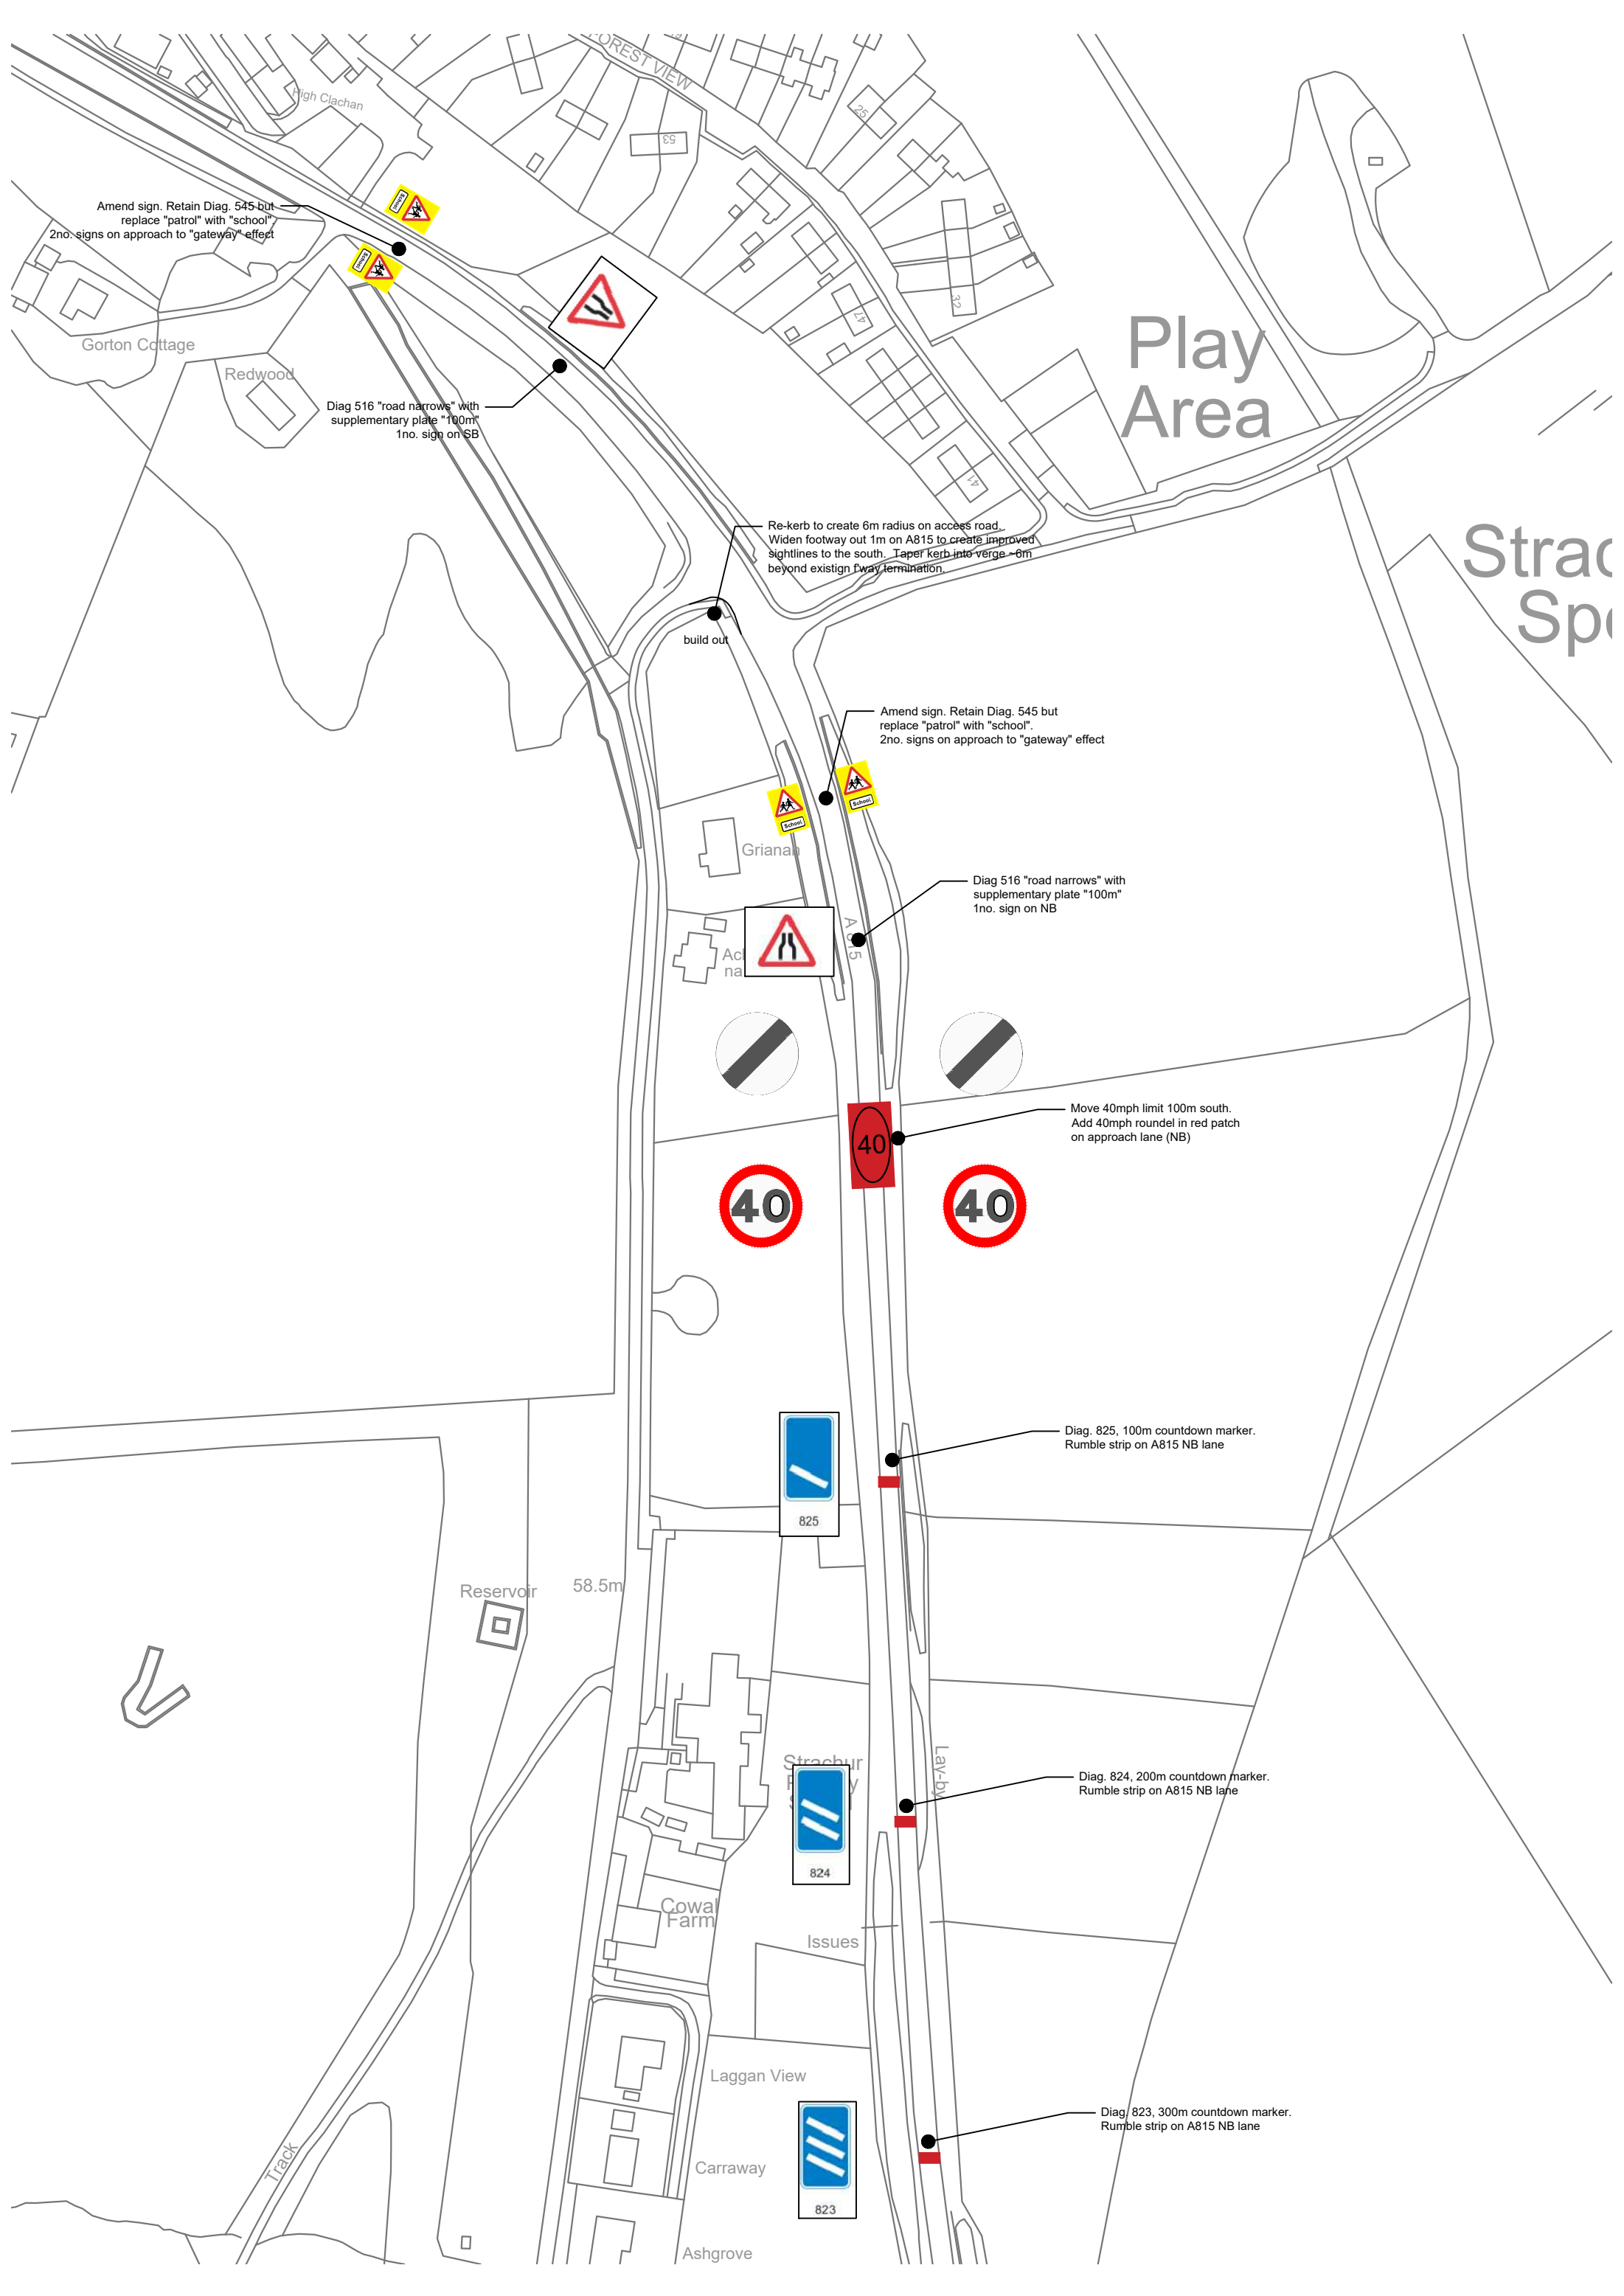 FOREST VIEW
High Clachan
25
53
Amend sign. Retain Diag. 545 but
replace "patrol" with "school".
2no. signs on approach to "gateway" effect
School
School
Gorton Cottage
Redwood
32
47
Play
Area
Diag 516 "road narrows" with
supplementary plate "100m"
1no. sign on SB
41
Re-kerb to create 6m radius on access road.
Widen footway out 1m on A815 to create improved
sightlines to the south. Taper kerb into verge ~6m
beyond existign f'way termination.
Strac
Spo
build out
Amend sign. Retain Diag. 545 but
replace "patrol" with "school".
2no. signs on approach to "gateway" effect
School
School
Grianan
Diag 516 "road narrows" with
supplementary plate "100m"
1no. sign on NB
A 815
na
Move 40mph limit 100m south.
Add 40mph roundel in red patch
on approach lane (NB)
40
40
40
Diag. 825, 100m countdown marker.
Rumble strip on A815 NB lane
825
Reservoir
58.5m
Strachur
Lay-by
Diag. 824, 200m countdown marker.
Rumble strip on A815 NB lane
824
Cowal
Farm
Issues
Laggan View
Diag. 823, 300m countdown marker.
Rumble strip on A815 NB lane
Track
Carraway
823
Ashgrove